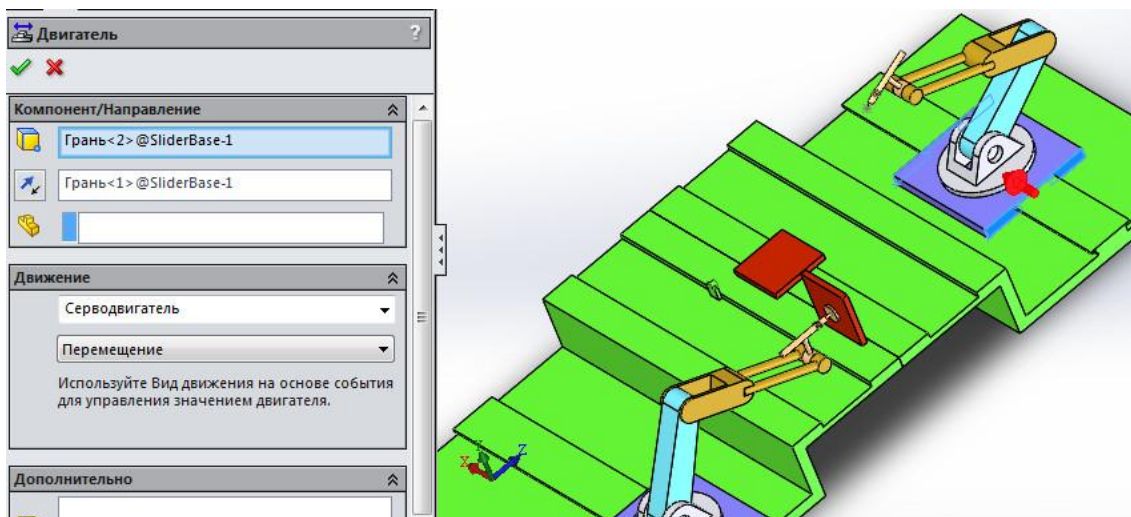 Двигатель
?
Компонент/Направление
Грань<2>@SliderBase-1
Грань<1>@SliderBase-1
Движение
Серводвигатель
Перемещение
Используйте Вид движения на основе события
для управления значением двигателя.
Дополнительно
X
Y
Z